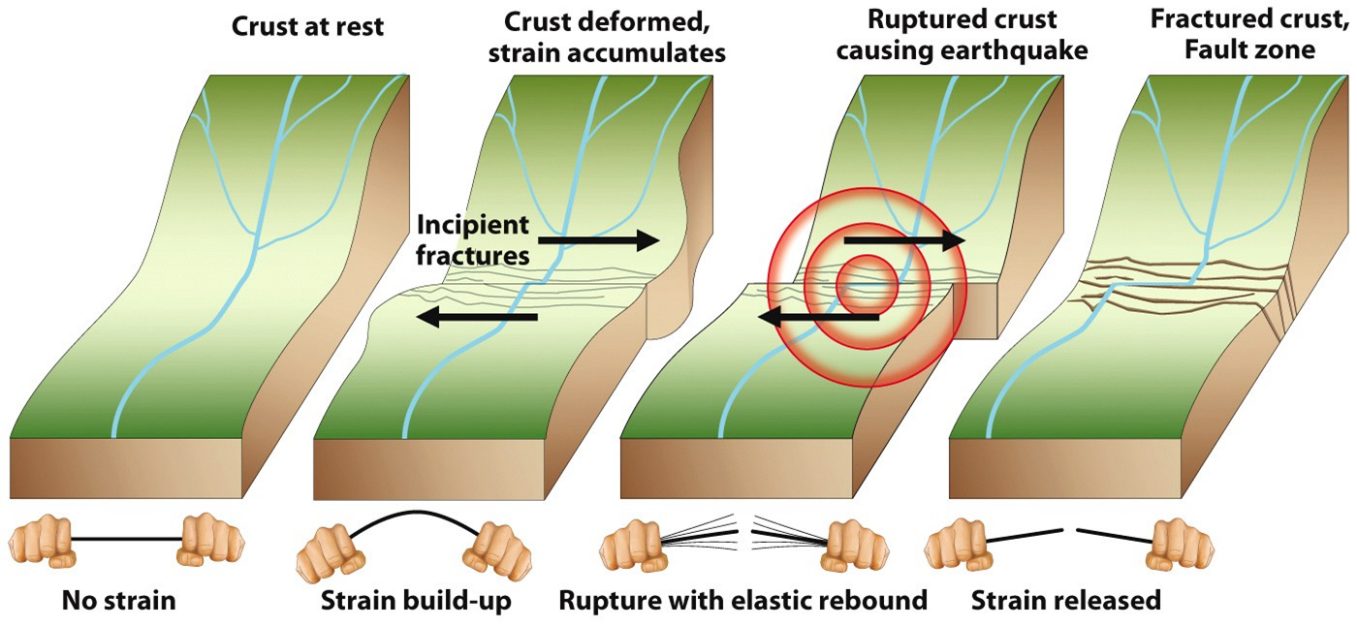 Crust at rest
Crust deformed,
strain accumulates
Ruptured crust
causing earthquake
Fractured crust,
Fault zone
Incipient
fractures
No strain
Strain build-up
Rupture with elastic rebound
Strain released